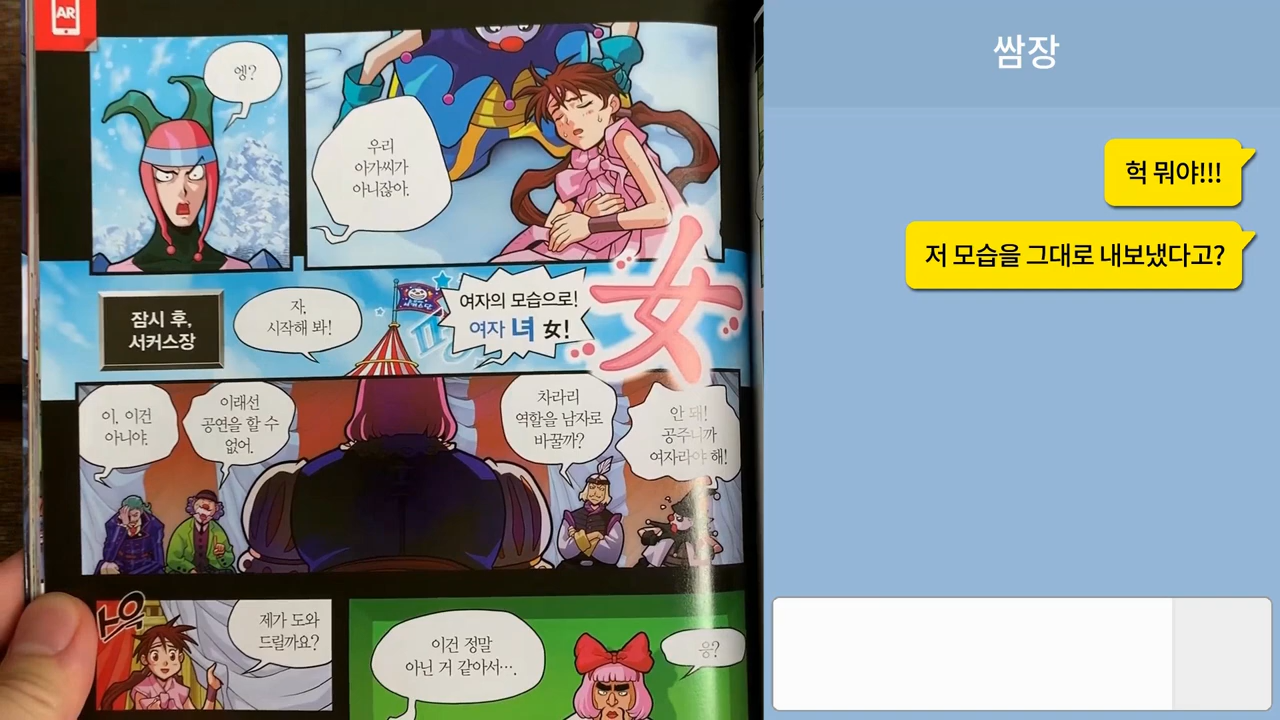 AR
엥?
우리
아가씨가
아니잖아.
잠시 후,
서커스장
자,
시작해 봐!
여자의 모습으로!
여자 녀 女!
女
이, 이건
아니야.
이래선
공연을 할 수
없어.
차라리
역할을 남자로
바꿀까?
안 돼!
공주니까
여자라야 해!
제가 도와
드릴까요?
이건 정말
아닌 거 같아서….
응?
쌈장
헉 뭐야!!!
저 모습을 그대로 내보냈다고?